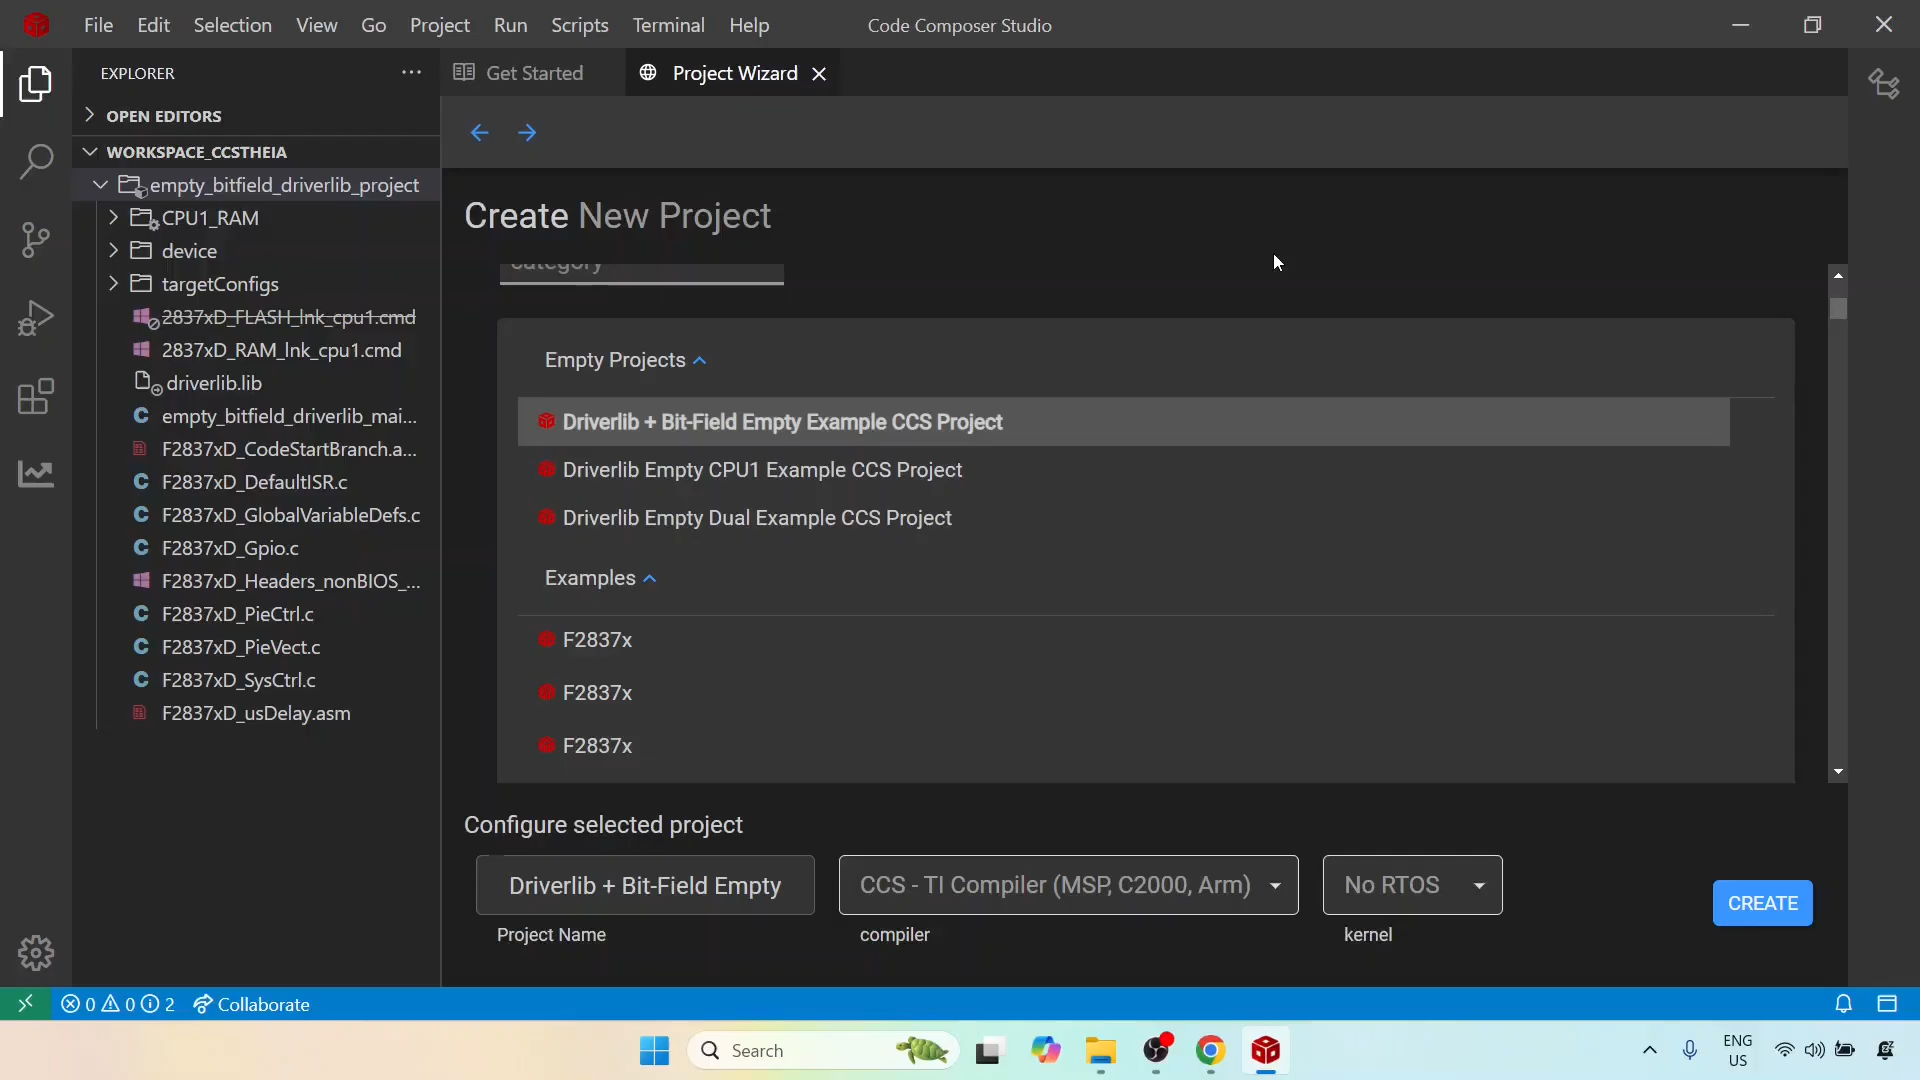 File Edit Selection View Go Project Run Scripts Terminal Help
Code Composer Studio
EXPLORER
Get Started
Project Wizard
OPEN EDITORS
WORKSPACE_CCSTHEIA
empty_bitfield_driverlib_project
CPU1_RAM
device
targetConfigs
2837xD_FLASH_lnk_cpu1.cmd
2837xD_RAM_lnk_cpu1.cmd
driverlib.lib
empty_bitfield_driverlib_mai...
F2837xD_CodeStartBranch.a...
F2837xD_DefaultISR.c
F2837xD_GlobalVariableDefs.c
F2837xD_Gpio.c
F2837xD_Headers_nonBIOS_...
F2837xD_PieCtrl.c
F2837xD_PieVect.c
F2837xD_SysCtrl.c
F2837xD_usDelay.asm
Create New Project
category
Empty Projects
Driverlib + Bit-Field Empty Example CCS Project
Driverlib Empty CPU1 Example CCS Project
Driverlib Empty Dual Example CCS Project
Examples
F2837x
F2837x
F2837x
Configure selected project
Driverlib + Bit-Field Empty
CCS - TI Compiler (MSP, C2000, Arm)
No RTOS
CREATE
Project Name
compiler
kernel
0 0 2 Collaborate
Search
ENG
US